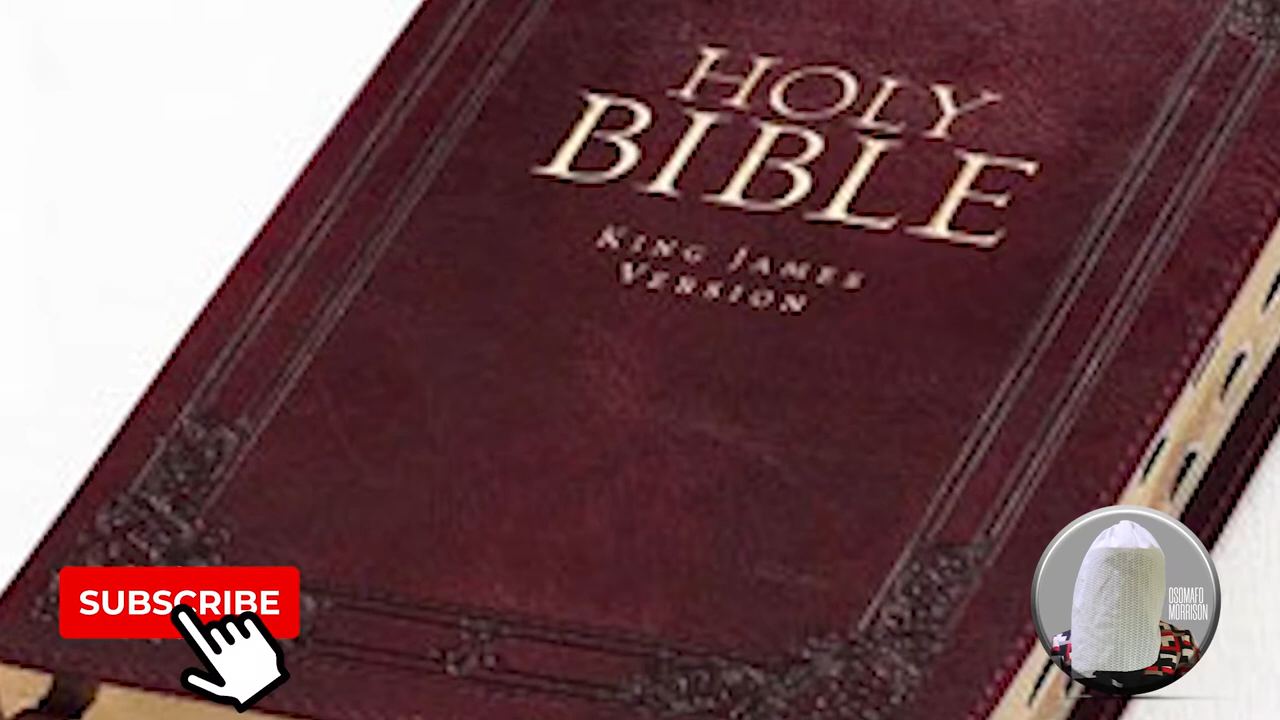 HOLY
BIBLE
KING JAMES
VERSION
SUBSCRIBE
OSOMAFO
MORRISON